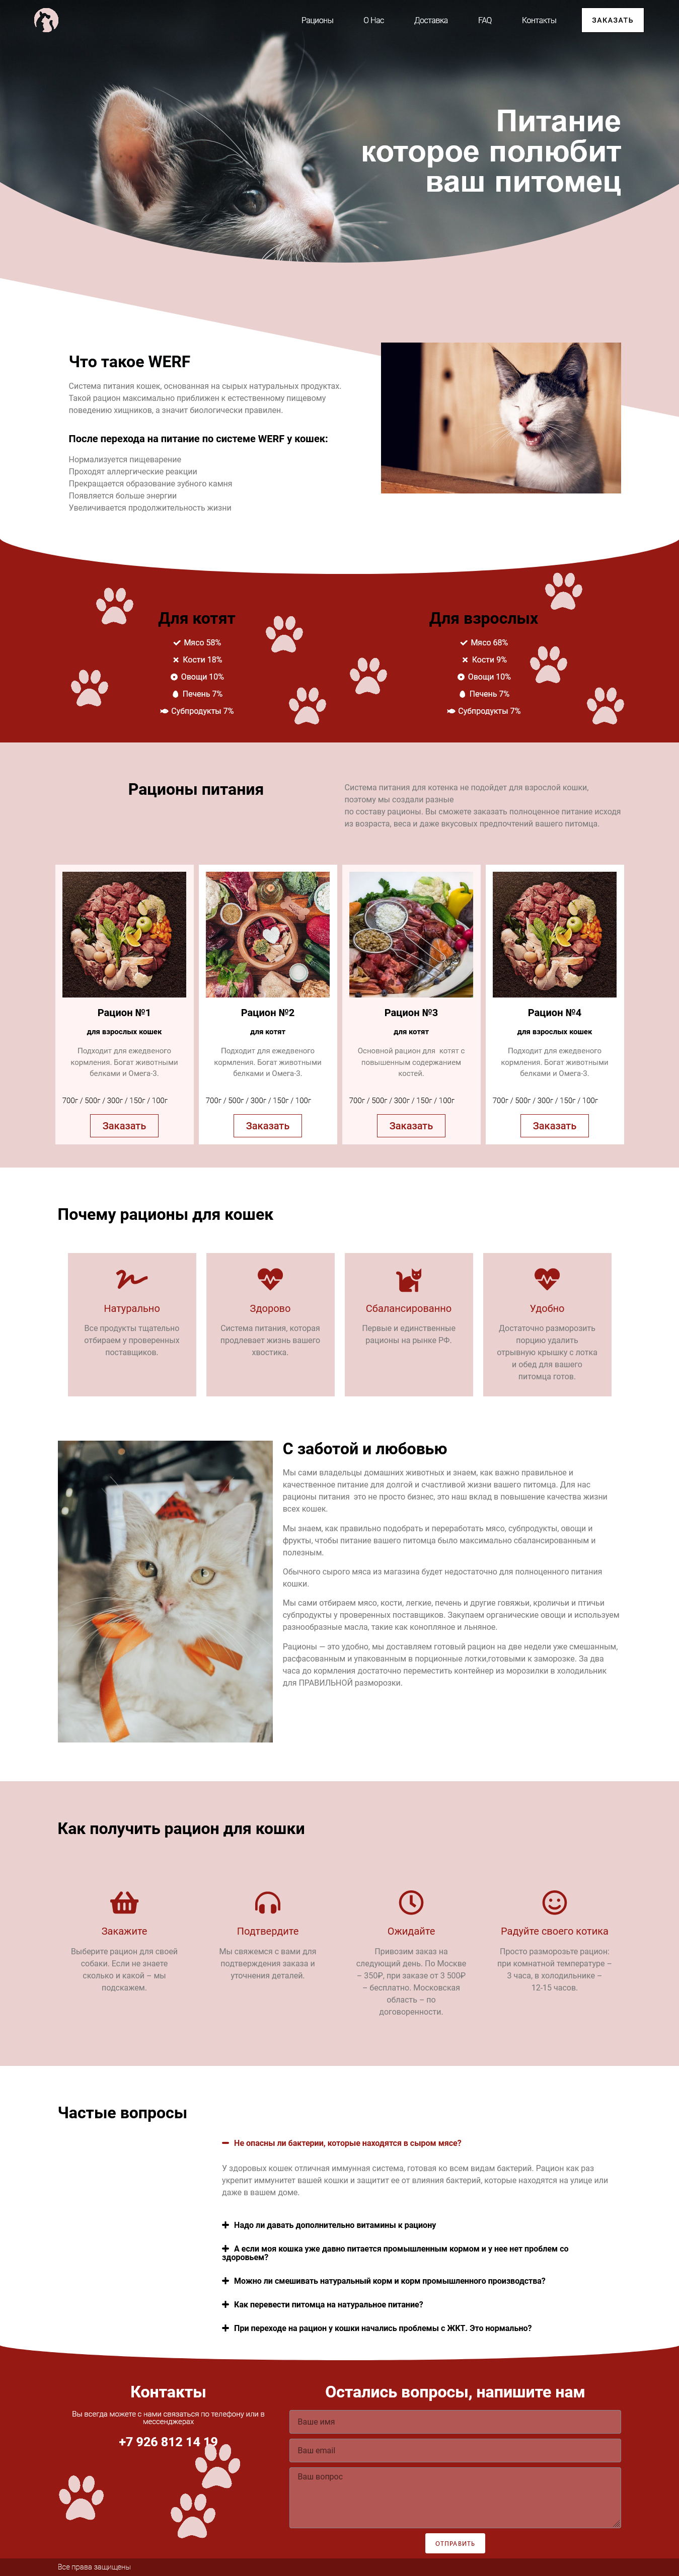 Рационы
О Нас
Доставка
FAQ
Контакты
ЗАКАЗАТЬ
Питание
которое полюбит
ваш питомец
Что такое WERF
Система питания кошек, основанная на сырых натуральных продуктах.
Такой рацион максимально приближен к естественному пищевому
поведению хищников, а значит биологически правилен.
После перехода на питание по системе WERF у кошек:
Нормализуется пищеварение
Проходят аллергические реакции
Прекращается образование зубного камня
Появляется больше энергии
Увеличивается продолжительность жизни
Для котят
Мясо 58%
Кости 18%
Овощи 10%
Печень 7%
Субпродукты 7%
Для взрослых
Мясо 68%
Кости 9%
Овощи 10%
Печень 7%
Субпродукты 7%
Рационы питания
Система питания для котенка не подойдет для взрослой кошки,
поэтому мы создали разные
по составу рационы. Вы сможете заказать полноценное питание исходя
из возраста, веса и даже вкусовых предпочтений вашего питомца.
Рацион №1
для взрослых кошек
Подходит для ежедвеного
кормления. Богат животными
белками и Омега-3.
700г / 500г / 300г / 150г / 100г
Заказать
Рацион №2
для котят
Подходит для ежедвеного
кормления. Богат животными
белками и Омега-3.
700г / 500г / 300г / 150г / 100г
Заказать
Рацион №3
для котят
Основной рацион для котят с
повышенным содержанием
костей.
700г / 500г / 300г / 150г / 100г
Заказать
Рацион №4
для взрослых кошек
Подходит для ежедвеного
кормления. Богат животными
белками и Омега-3.
700г / 500г / 300г / 150г / 100г
Заказать
Почему рационы для кошек
Натурально
Все продукты тщательно
отбираем у проверенных
поставщиков.
Здорово
Система питания, которая
продлевает жизнь вашего
хвостика.
Сбалансированно
Первые и единственные
рационы на рынке РФ.
Удобно
Достаточно разморозить
порцию удалить
отрывную крышку с лотка
и обед для вашего
питомца готов.
С заботой и любовью
Мы сами владельцы домашних животных и знаем, как важно правильное и
качественное питание для долгой и счастливой жизни вашего питомца. Для нас
рационы питания это не просто бизнес, это наш вклад в повышение качества жизни
всех кошек.
Мы знаем, как правильно подобрать и переработать мясо, субпродукты, овощи и
фрукты, чтобы питание вашего питомца было максимально сбалансированным и
полезным.
Обычного сырого мяса из магазина будет недостаточно для полноценного питания
кошки.
Мы сами отбираем мясо, кости, легкие, печень и другие говяжьи, кроличьи и птичьи
субпродукты у проверенных поставщиков. Закупаем органические овощи и используем
разнообразные масла, такие как конопляное и льняное.
Рационы — это удобно, мы доставляем готовый рацион на две недели уже смешанным,
расфасованным и упакованным в порционные лотки,готовыми к заморозке. За два
часа до кормления достаточно переместить контейнер из морозилки в холодильник
для ПРАВИЛЬНОЙ разморозки.
Как получить рацион для кошки
Закажите
Выберите рацион для своей
собаки. Если не знаете
сколько и какой – мы
подскажем.
Подтвердите
Мы свяжемся с вами для
подтверждения заказа и
уточнения деталей.
Ожидайте
Привозим заказ на
следующий день. По Москве
– 350₽, при заказе от 3 500₽
– бесплатно. Московская
область – по
договоренности.
Радуйте своего котика
Просто разморозьте рацион:
при комнатной температуре –
3 часа, в холодильнике –
12-15 часов.
Частые вопросы
Не опасны ли бактерии, которые находятся в сыром мясе?
У здоровых кошек отличная иммунная система, готовая ко всем видам бактерий. Рацион как раз
укрепит иммунитет вашей кошки и защитит ее от влияния бактерий, которые находятся на улице или
даже в вашем доме.
Надо ли давать дополнительно витамины к рациону
А если моя кошка уже давно питается промышленным кормом и у нее нет проблем со
здоровьем?
Можно ли смешивать натуральный корм и корм промышленного производства?
Как перевести питомца на натуральное питание?
При переходе на рацион у кошки начались проблемы с ЖКТ. Это нормально?
Контакты
Вы всегда можете с нами связаться по телефону или в
мессенджерах
+7 926 812 14 19
Остались вопросы, напишите нам
Ваше имя
Ваш email
Ваш вопрос
ОТПРАВИТЬ
Все права защищены